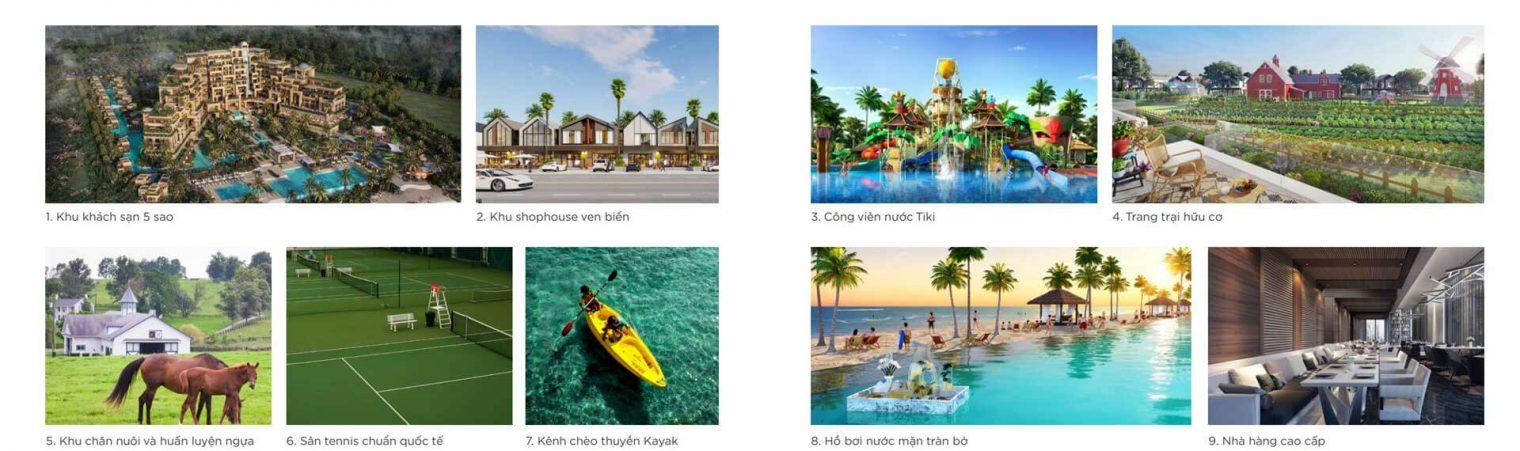 1. Khu khách sạn 5 sao
2. Khu shophouse ven biển
3. Công viên nước Tiki
4. Trang trại hữu cơ
5. Khu chăn nuôi và huấn luyện ngựa
6. Sân tennis chuẩn quốc tế
7. Kênh chèo thuyền Kayak
8. Hồ bơi nước mặn tràn bờ
9. Nhà hàng cao cấp